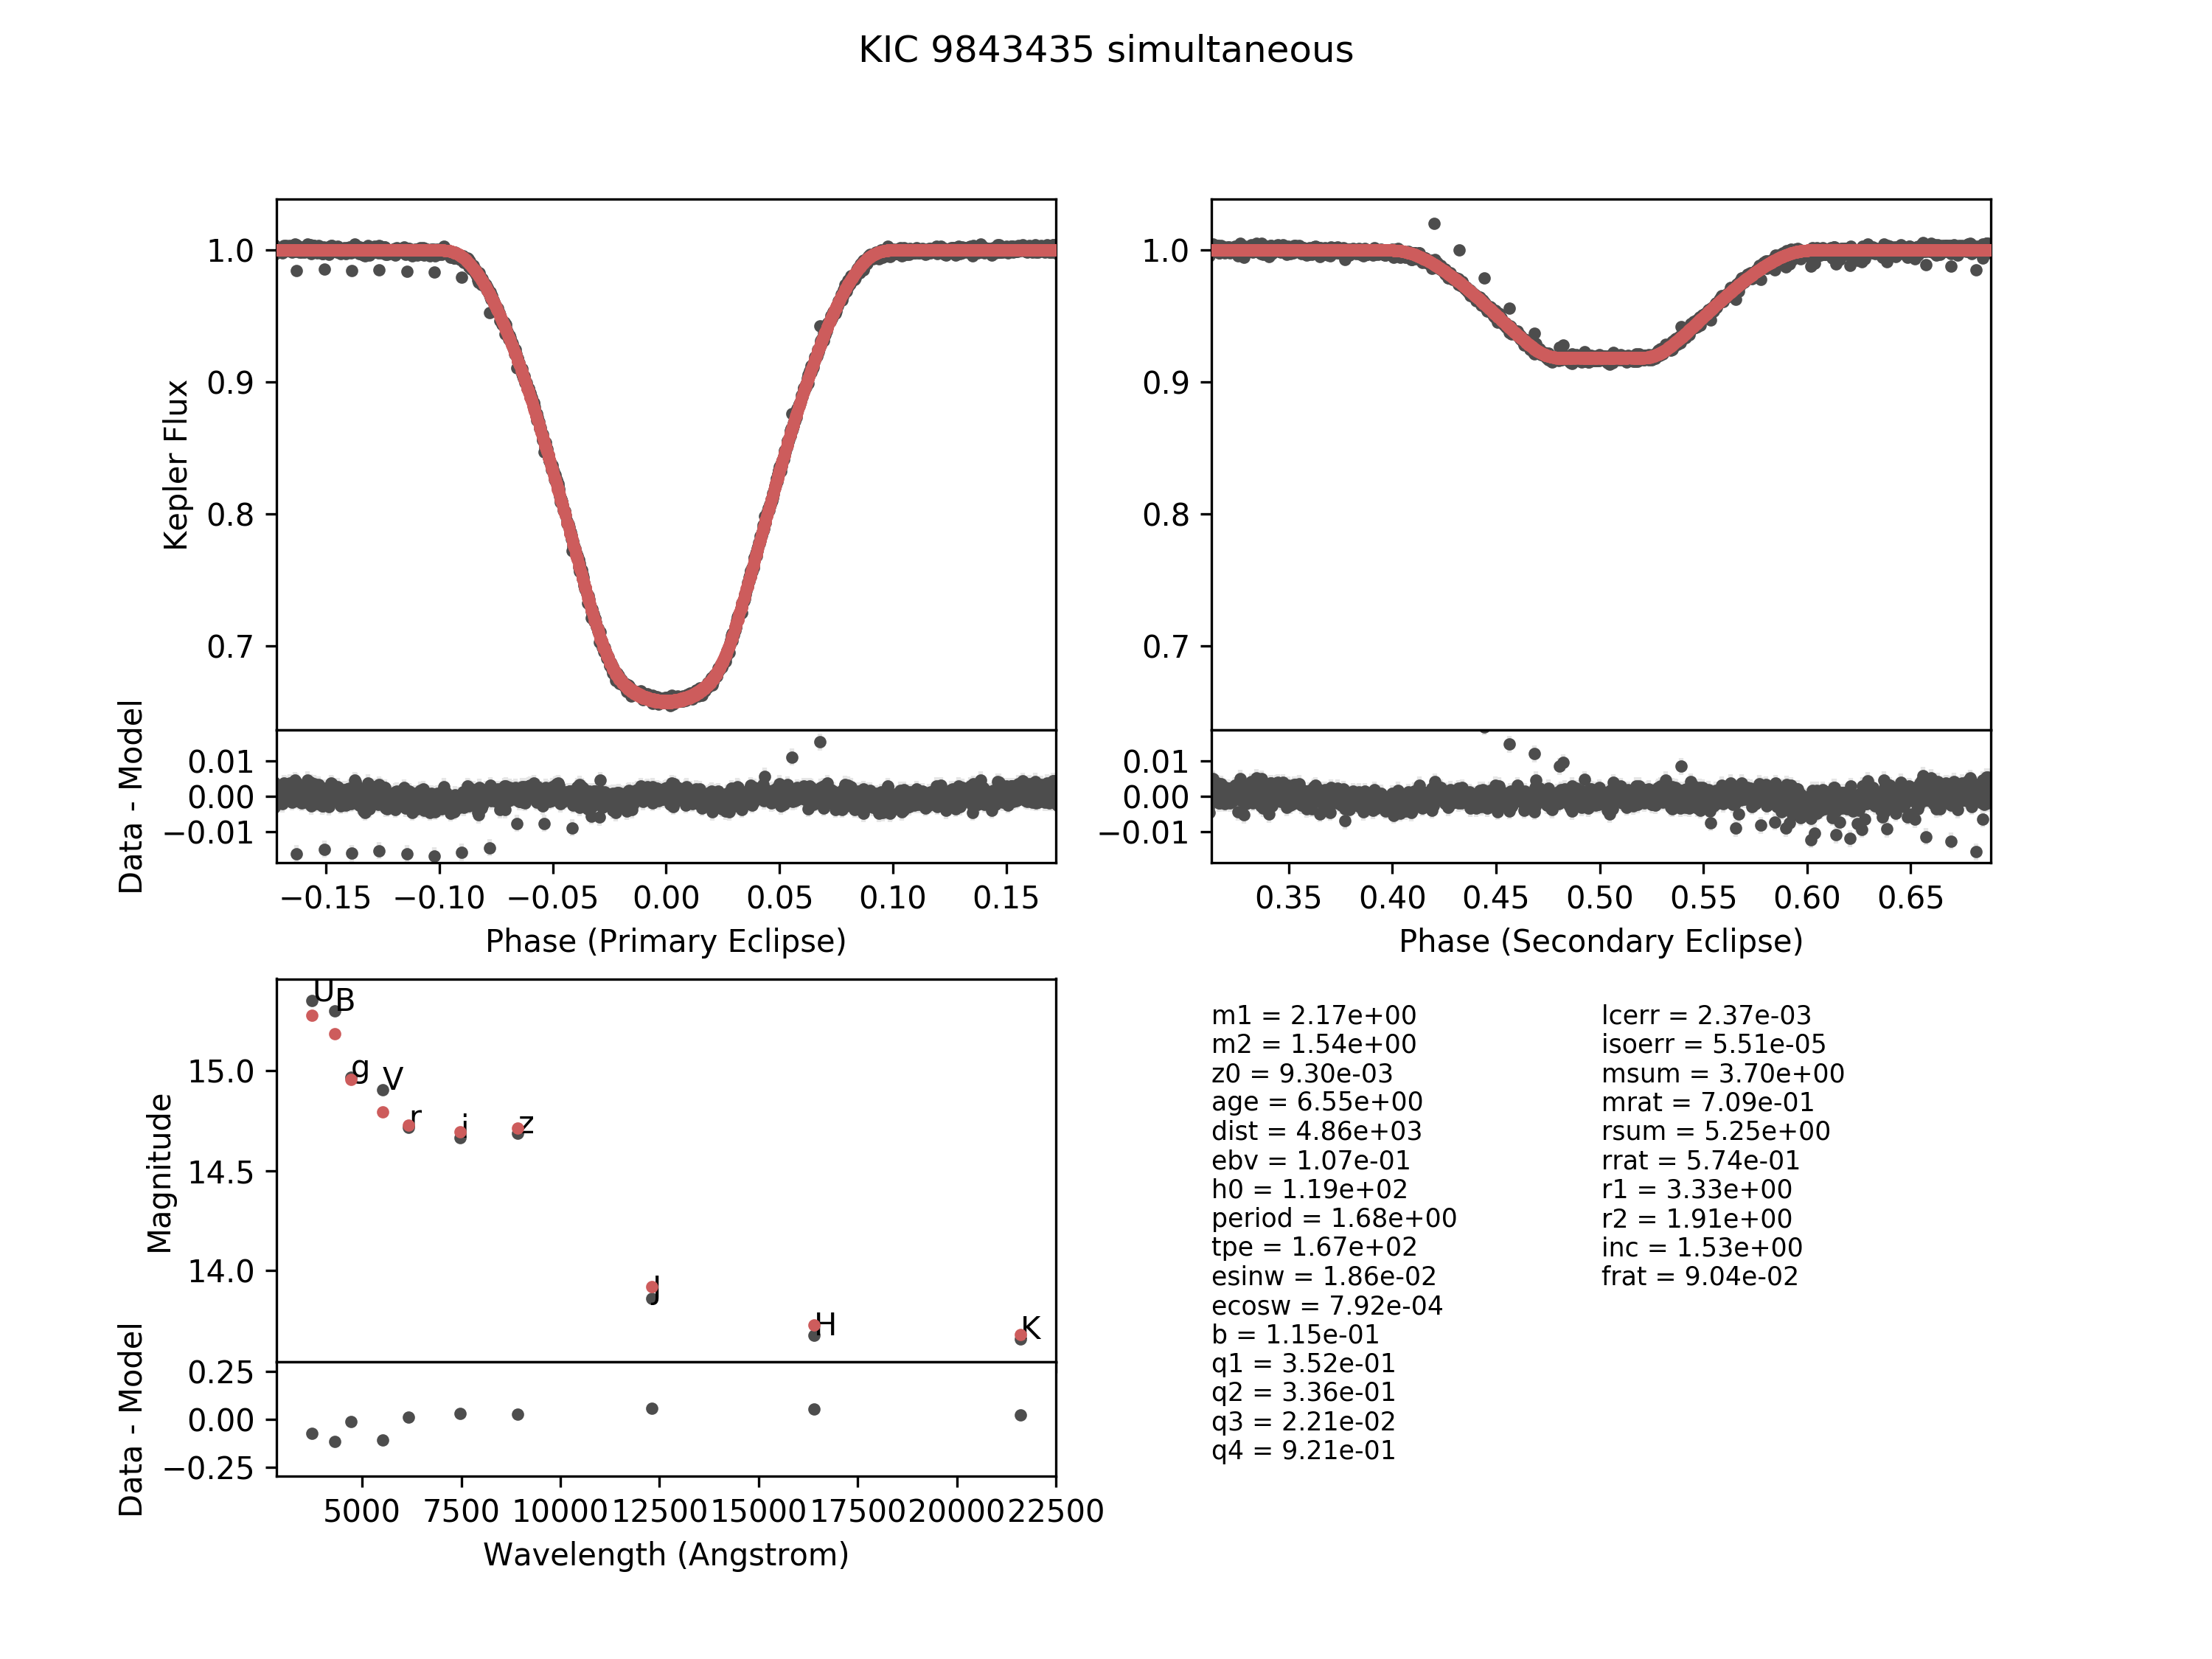 KIC 9843435 simultaneous
1.0
0.9
0.8
0.7
Kepler Flux
0.01
0.00
−0.01
Data - Model
−0.15 −0.10 −0.05 0.00 0.05 0.10 0.15
Phase (Primary Eclipse)
1.0
0.9
0.8
0.7
0.01
0.00
−0.01
0.35 0.40 0.45 0.50 0.55 0.60 0.65
Phase (Secondary Eclipse)
U B g V r i z J H K
15.0
14.5
14.0
Magnitude
0.25
0.00
−0.25
Data - Model
5000 7500 10000 12500 15000 17500 20000 22500
Wavelength (Angstrom)
m1 = 2.17e+00
m2 = 1.54e+00
z0 = 9.30e-03
age = 6.55e+00
dist = 4.86e+03
ebv = 1.07e-01
h0 = 1.19e+02
period = 1.68e+00
tpe = 1.67e+02
esinw = 1.86e-02
ecosw = 7.92e-04
b = 1.15e-01
q1 = 3.52e-01
q2 = 3.36e-01
q3 = 2.21e-02
q4 = 9.21e-01
lcerr = 2.37e-03
isoerr = 5.51e-05
msum = 3.70e+00
mrat = 7.09e-01
rsum = 5.25e+00
rrat = 5.74e-01
r1 = 3.33e+00
r2 = 1.91e+00
inc = 1.53e+00
frat = 9.04e-02